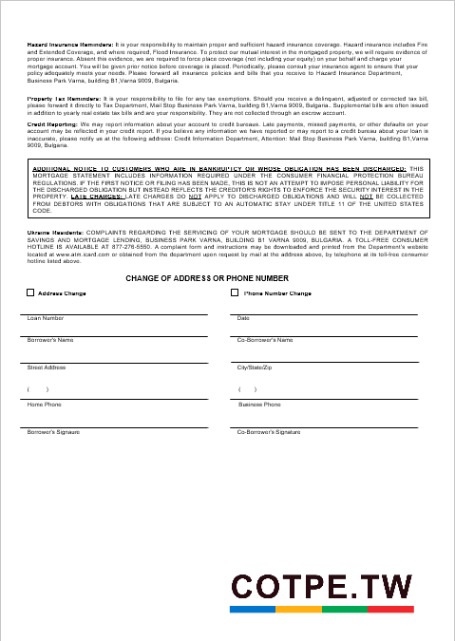 Hazard Insurance Reminders: It is your responsibility to maintain proper and sufficient hazard insurance coverage. Hazard insurance includes Fire
and Extended Coverage, and where required, Flood Insurance. To protect our mutual interest in the mortgaged property, we will require evidence of
proper insurance. Absent this evidence, we are required to force place coverage (not including your equity) on your behalf and charge your
mortgage account. You will be given prior notice before coverage is placed. Periodically, please consult your insurance agent to ensure that your
policy adequately meets your needs. Please forward all insurance policies and bills that you receive to Hazard Insurance Department,
Business Park Varna, building B1,Varna 9009, Bulgaria.
Property Tax Reminders: It is your responsibility to file for any tax exemptions. Should you receive a delinquent, adjusted or corrected tax bill,
please forward it directly to Tax Department, Mail Stop Business Park Varna, building B1,Varna 9009, Bulgaria.. Supplemental bills are often issued
in addition to yearly real estate tax bills and are your responsibility. They are not collected through an escrow account.
Credit Reporting: We may report information about your account to credit bureaus. Late payments, missed payments, or other defaults on your
account may be reflected in your credit report. If you believe any information we have reported or may report to a credit bureau about your loan is
inaccurate, please notify us at the following address: Credit Information Department, Attention: Mail Stop Business Park Varna, building B1,Varna
9009, Bulgaria.
ADDITIONAL NOTICE TO CUSTOMERS WHO ARE IN BANKRUPTCY OR WHOSE OBLIGATION HAS BEEN DISCHARGED: THIS
MORTGAGE STATEMENT INCLUDES INFORMATION REQUIRED UNDER THE CONSUMER FINANCIAL PROTECTION BUREAU
REGULATIONS. IF THE FIRST NOTICE OR FILING HAS BEEN MADE, THIS IS NOT AN ATTEMPT TO IMPOSE PERSONAL LIABILITY FOR
THE DISCHARGED OBLIGATION BUT INSTEAD REFLECTS THE CREDITOR'S RIGHTS TO ENFORCE THE SECURITY INTEREST IN THE
PROPERTY. LATE CHARGES: LATE CHARGES DO NOT APPLY TO DISCHARGED OBLIGATIONS AND WILL NOT BE COLLECTED
FROM DEBTORS WITH OBLIGATIONS THAT ARE SUBJECT TO AN AUTOMATIC STAY UNDER TITLE 11 OF THE UNITED STATES
CODE.
Ukraine Residents: COMPLAINTS REGARDING THE SERVICING OF YOUR MORTGAGE SHOULD BE SENT TO THE DEPARTMENT OF
SAVINGS AND MORTGAGE LENDING, BUSINESS PARK VARNA, BUILDING B1 VARNA 9009, BULGARIA. A TOLL-FREE CONSUMER
HOTLINE IS AVAILABLE AT 877-276-5550. A complaint form and instructions may be downloaded and printed from the Department's website
located at www.aim card.com or obtained from the department upon request by mail at the address above, by telephone at its toll-free consumer
hotline listed above.
CHANGE OF ADDRESS OR PHONE NUMBER
Address Change
Phone Number Change
Loan Number
Date
Borrower's Name
Co-Borrower's Name
Street Address
City/State/Zip
( )
( )
Home Phone
Business Phone
Borrower's Signaure
Co-Borrower's Signature
COTPE.TW